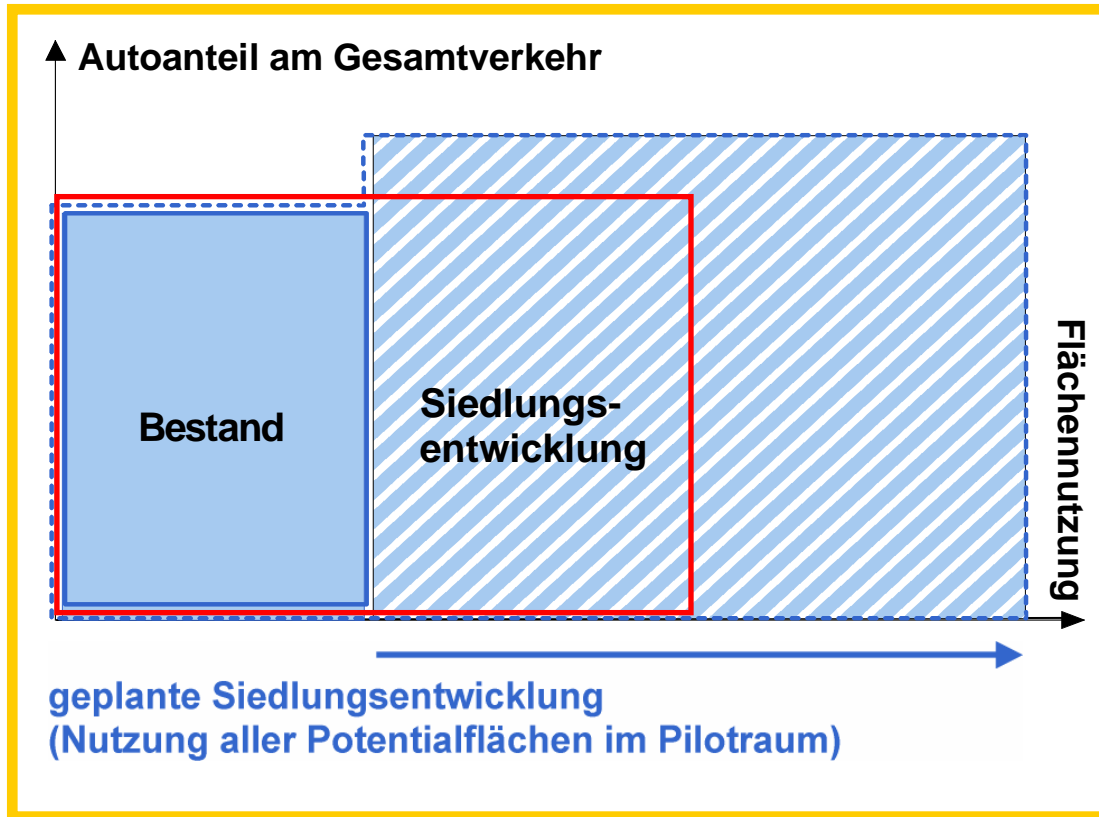 Autoanteil am Gesamtverkehr
Bestand
Siedlungs-
entwicklung
Flächennutzung
geplante Siedlungsentwicklung
(Nutzung aller Potentialflächen im Pilotraum)